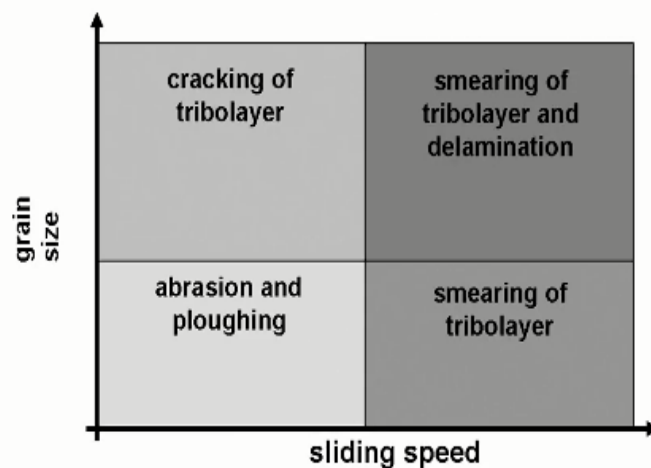 cracking of
tribolayer
smearing of
tribolayer and
delamination
grain
size
abrasion and
ploughing
smearing of
tribolayer
sliding speed